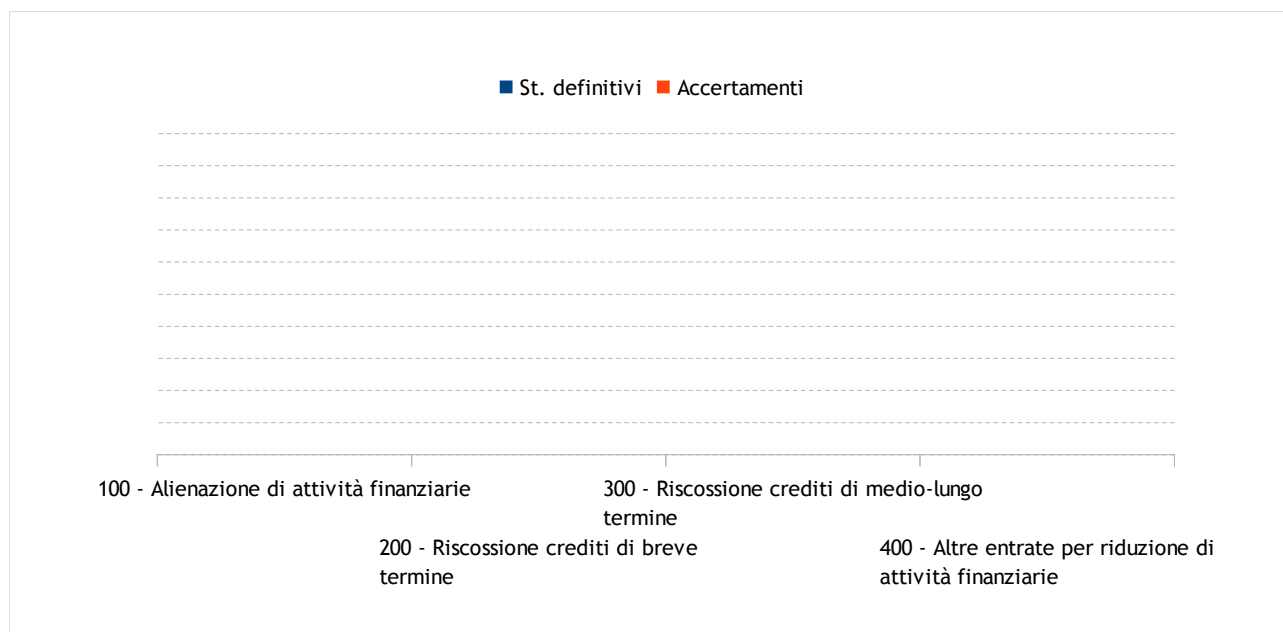 St. definitivi Accertamenti
100 - Alienazione di attività finanziarie
200 - Riscossione crediti di breve
termine
300 - Riscossione crediti di medio-lungo
termine
400 - Altre entrate per riduzione di
attività finanziarie